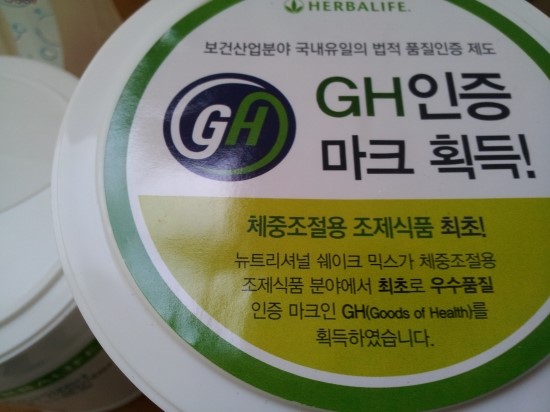 HERBALIFE.
보건산업분야 국내유일의 법적 품질인증 제도
GH
GH인증
마크 획득!
체중조절용 조제식품 최초!
뉴트리셔널 쉐이크 믹스가 체중조절용
조제식품 분야에서 최초로 우수품질
인증 마크인 GH(Goods of Health)를
획득하였습니다.
HERBALIFE